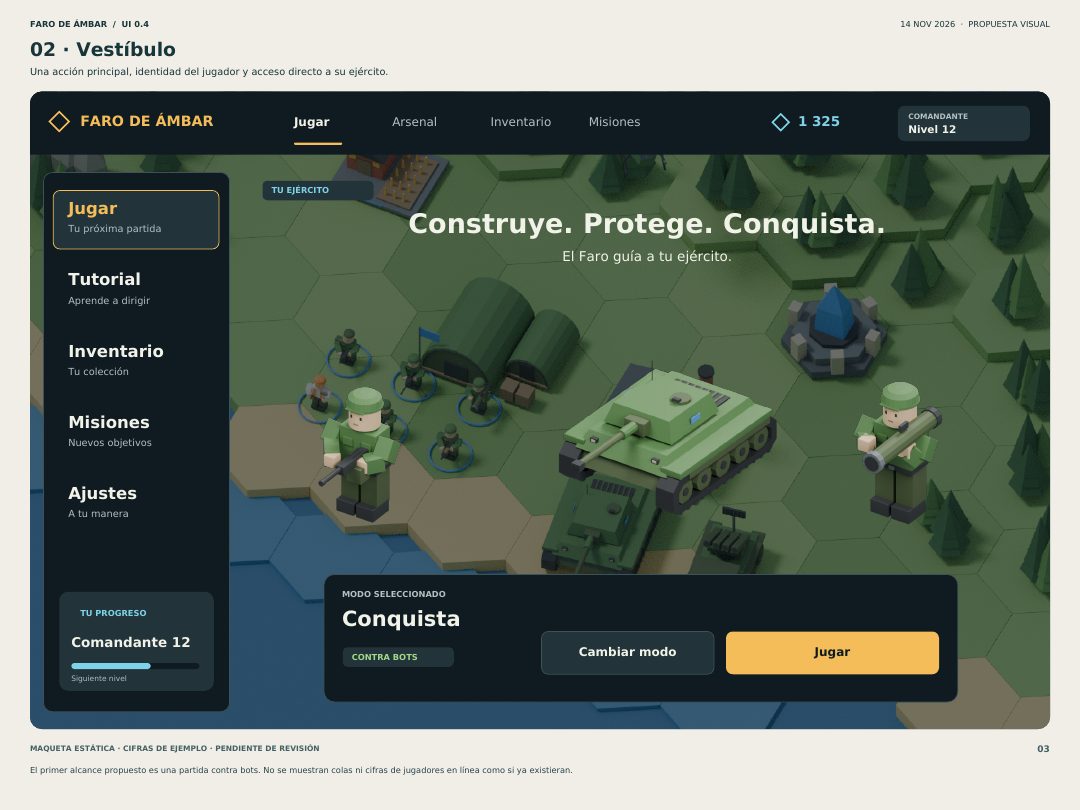 FARO DE ÁMBAR / UI 0.4
14 NOV 2026 · PROPUESTA VISUAL
02 · Vestíbulo
Una acción principal, identidad del jugador y acceso directo a su ejército.
FARO DE ÁMBAR
Jugar
Arsenal
Inventario
Misiones
1 325
COMANDANTE
Nivel 12
Jugar
Tu próxima partida
Tutorial
Aprende a dirigir
Inventario
Tu colección
Misiones
Nuevos objetivos
Ajustes
A tu manera
TU PROGRESO
Comandante 12
Siguiente nivel
TU EJÉRCITO
Construye. Protege. Conquista.
El Faro guía a tu ejército.
MODO SELECCIONADO
Conquista
CONTRA BOTS
Cambiar modo
Jugar
MAQUETA ESTÁTICA · CIFRAS DE EJEMPLO · PENDIENTE DE REVISIÓN
03
El primer alcance propuesto es una partida contra bots. No se muestran colas ni cifras de jugadores en línea como si ya existieran.